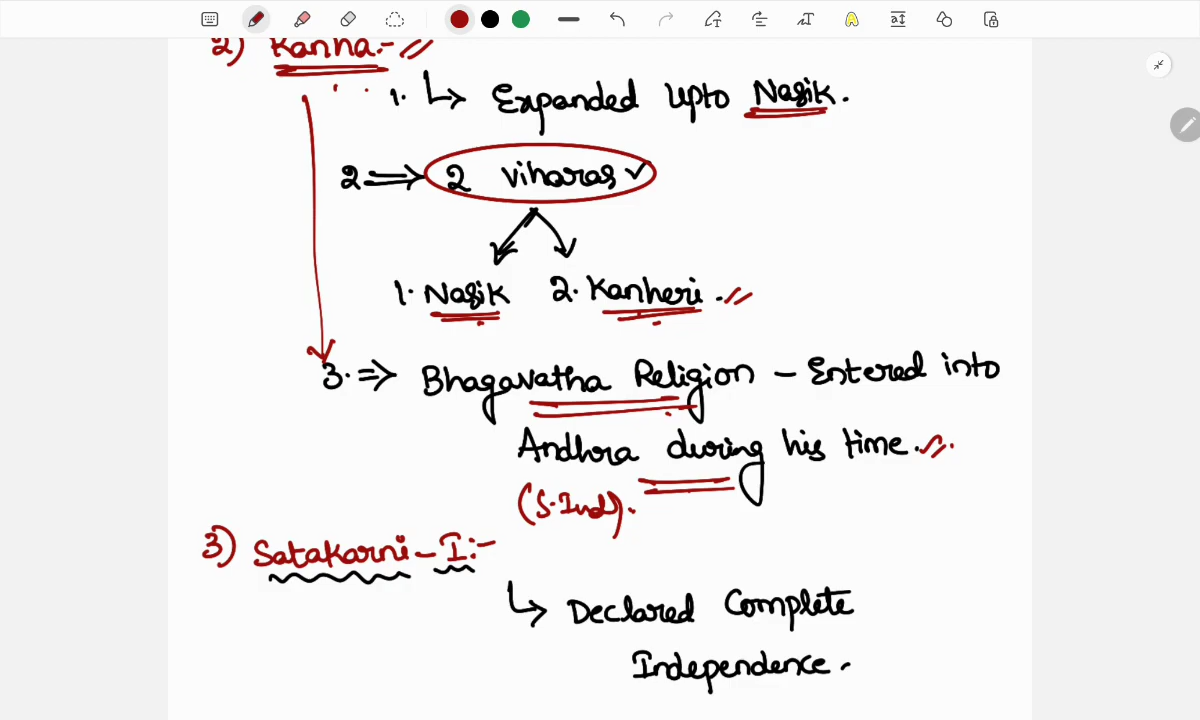 2) Kanha:-
1. ↳ Expanded upto Nasik.
2 ⇒ 2 viharas ✓
1. Nasik 2. Kanheri.
3. ⇒ Bhagavatha Religion - Entered into
Andhra during his time.
(S.Ind).
3) Satakarni - I:-
↳ Declared Complete
Independence.